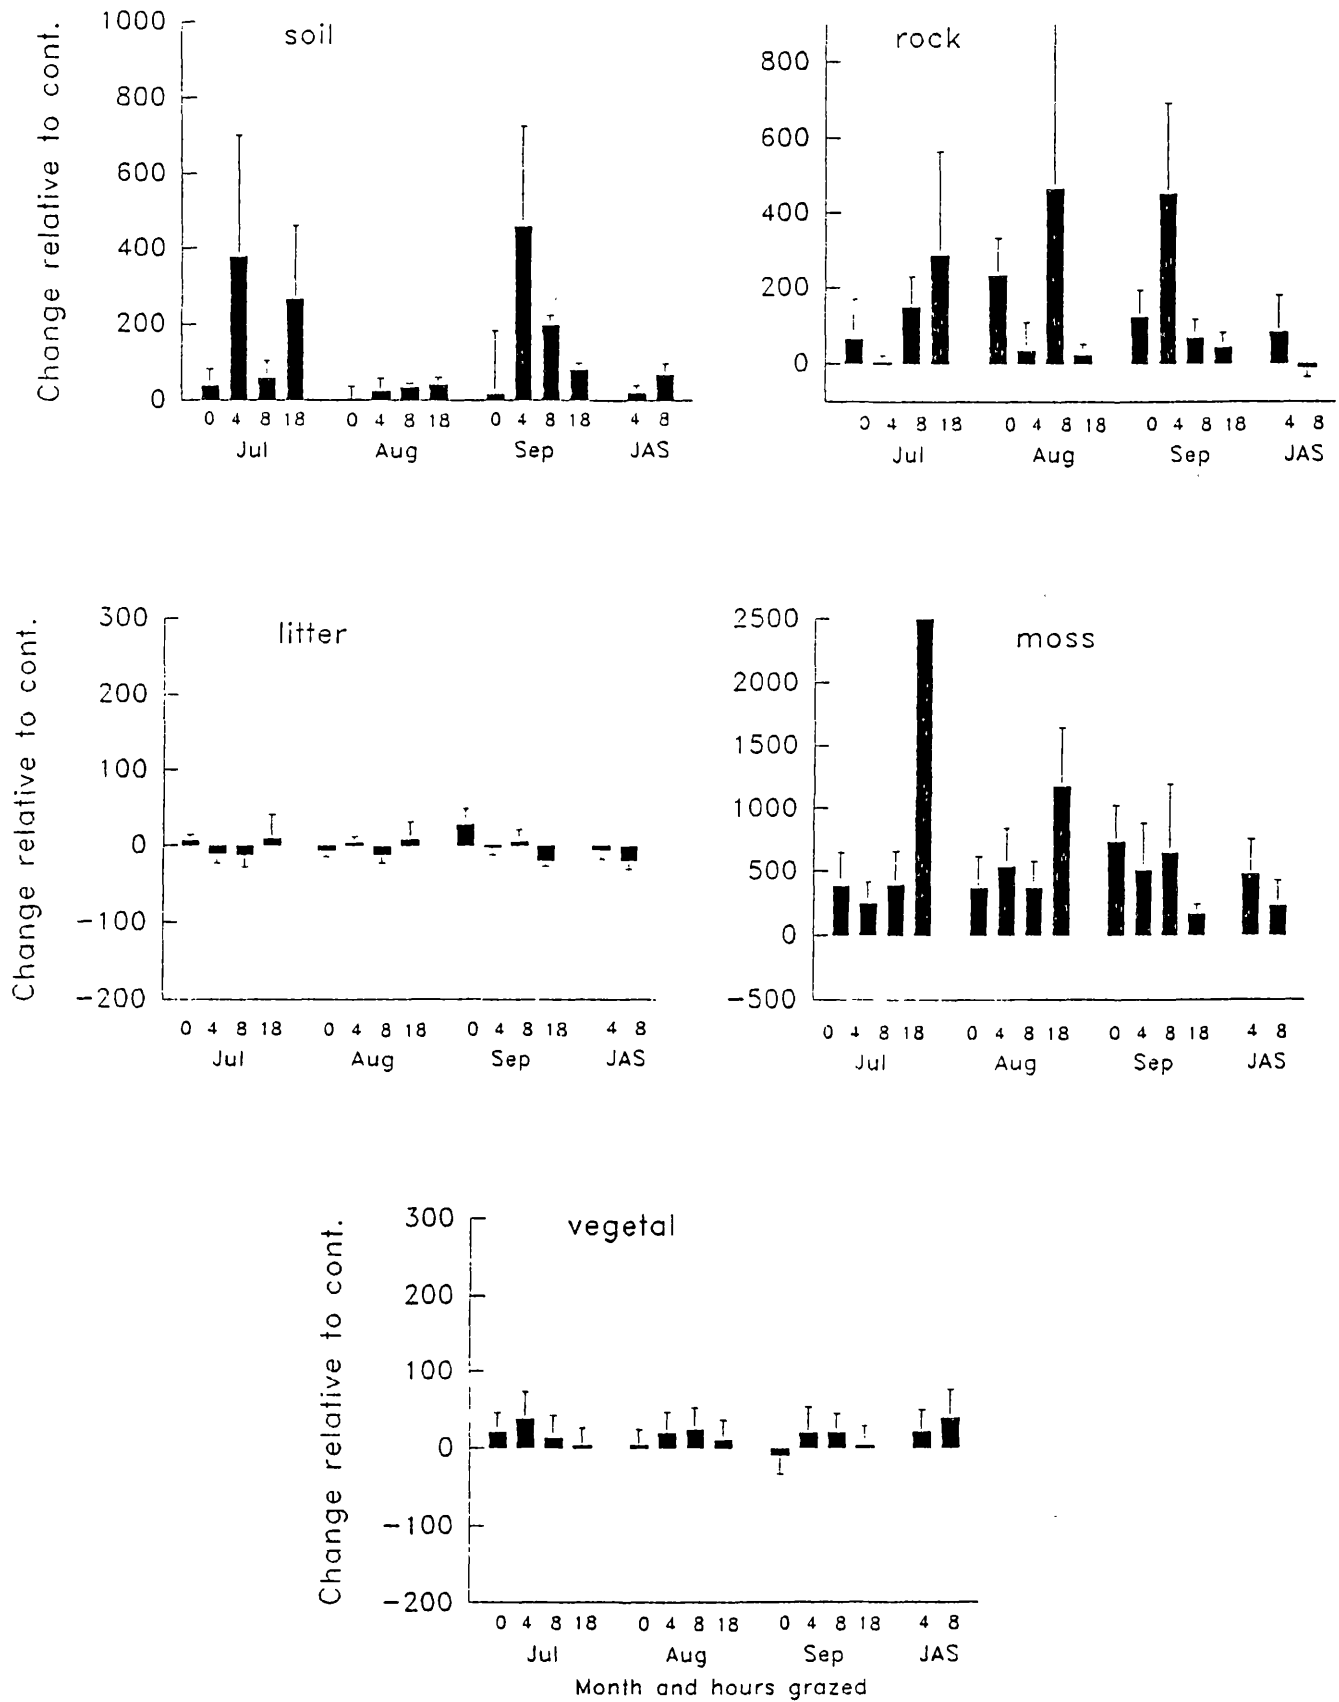 soil
Change relative to cont.
1000
800
600
400
200
0
0 4 8 18 0 4 8 18 0 4 8 18 4 8
Jul Aug Sep JAS
rock
800
600
400
200
0
0 4 8 18 0 4 8 18 0 4 8 18 4 8
Jul Aug Sep JAS
litter
Change relative to cont.
300
200
100
0
-100
-200
0 4 8 18 0 4 8 18 0 4 8 18 4 8
Jul Aug Sep JAS
moss
2500
2000
1500
1000
500
0
-500
0 4 8 18 0 4 8 18 0 4 8 18 4 8
Jul Aug Sep JAS
vegetal
Change relative to cont.
300
200
100
0
-100
-200
0 4 8 18 0 4 8 18 0 4 8 18 4 8
Jul Aug Sep JAS
Month and hours grazed